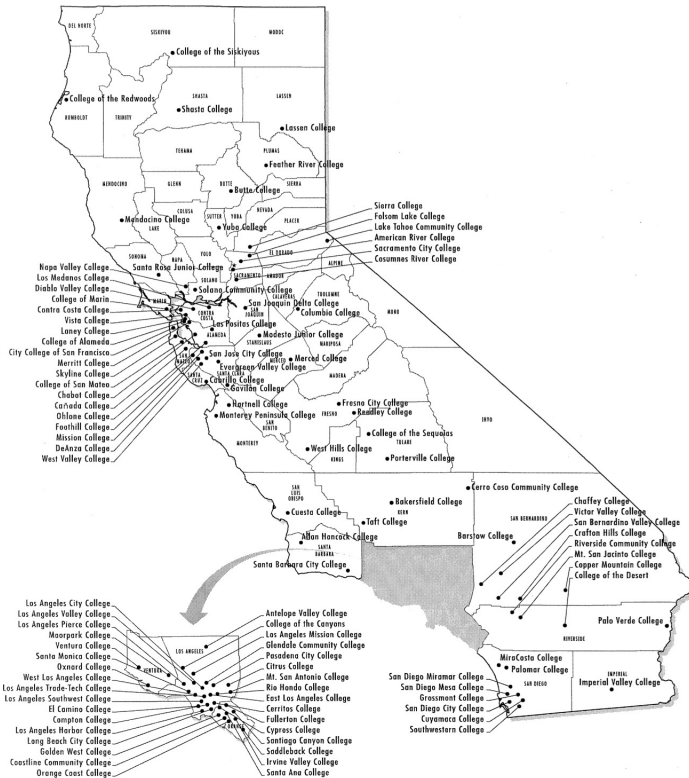 DEL NORTE
SISKIYOU
MODOC
College of the Siskiyous
College of the Redwoods
HUMBOLDT
TRINITY
SHASTA
Shasta College
LASSEN
Lassen College
TEHAMA
PLUMAS
Feather River College
MENDOCINO
GLENN
BUTTE
Butte College
SIERRA
COLUSA
SUTTER
YUBA
NEVADA
PLACER
Mendocino College
LAKE
Yuba College
Sierra College
Folsom Lake College
Lake Tahoe Community College
American River College
Sacramento City College
Cosumnes River College
SONOMA
NAPA
YOLO
EL DORADO
ALPINE
Santa Rosa Junior College
SOLANO
SACRAMENTO
AMADOR
Solano Community College
Napa Valley College
Los Medanos College
Diablo Valley College
College of Marin
Contra Costa College
Vista College
Laney College
College of Alameda
City College of San Francisco
Merritt College
Skyline College
College of San Mateo
Chabot College
Cañada College
Ohlone College
Foothill College
Mission College
DeAnza College
West Valley College
MARIN
CONTRA
COSTA
San Joaquin Delta College
SAN
JOAQUIN
CALAVERAS
TUOLUMNE
Columbia College
MONO
Las Positas College
ALAMEDA
Modesto Junior College
STANISLAUS
MARIPOSA
SAN
MATEO
San Jose City College
Evergreen Valley College
SANTA CLARA
MERCED
Merced College
SANTA
CRUZ
Cabrillo College
Gavilan College
MADERA
Hartnell College
Monterey Peninsula College
SAN
BENITO
FRESNO
Fresno City College
Reedley College
INYO
MONTEREY
West Hills College
KINGS
College of the Sequoias
TULARE
Porterville College
SAN
LUIS
OBISPO
Cuesta College
Bakersfield College
KERN
Taft College
Cerro Coso Community College
SAN BERNARDINO
Barstow College
Allan Hancock College
SANTA
BARBARA
Santa Barbara City College
Chaffey College
Victor Valley College
San Bernardino Valley College
Crafton Hills College
Riverside Community College
Mt. San Jacinto College
Copper Mountain College
College of the Desert
Palo Verde College
RIVERSIDE
MiraCosta College
Palomar College
SAN DIEGO
IMPERIAL
Imperial Valley College
San Diego Miramar College
San Diego Mesa College
Grossmont College
San Diego City College
Cuyamaca College
Southwestern College
Los Angeles City College
Los Angeles Valley College
Los Angeles Pierce College
Moorpark College
Ventura College
Santa Monica College
Oxnard College
West Los Angeles College
Los Angeles Trade-Tech College
Los Angeles Southwest College
El Camino College
Compton College
Los Angeles Harbor College
Long Beach City College
Golden West College
Coastline Community College
Orange Coast College
VENTURA
LOS ANGELES
ORANGE
Antelope Valley College
College of the Canyons
Los Angeles Mission College
Glendale Community College
Pasadena City College
Citrus College
Mt. San Antonio College
Rio Hondo College
East Los Angeles College
Cerritos College
Fullerton College
Cypress College
Santiago Canyon College
Saddleback College
Irvine Valley College
Santa Ana College